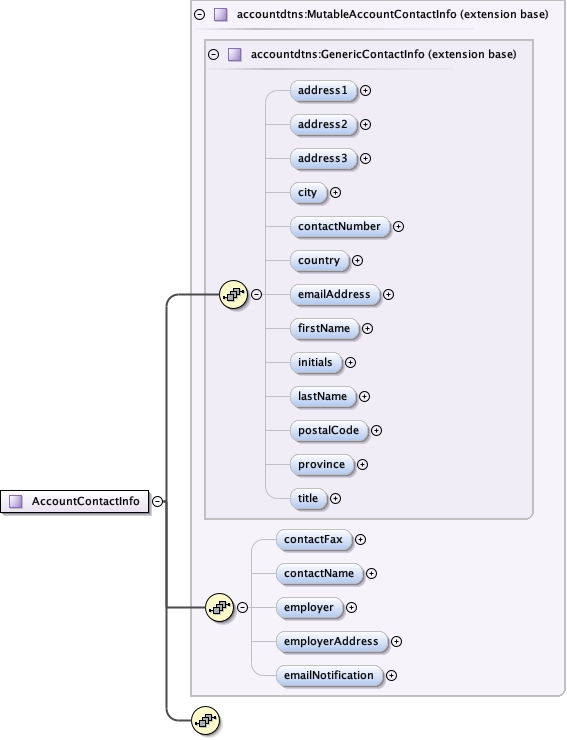 accountdtns:MutableAccountContactInfo (extension base)
accountdtns:GenericContactInfo (extension base)
address1
address2
address3
city
contactNumber
country
emailAddress
firstName
initials
lastName
postalCode
province
title
AccountContactInfo
contactFax
contactName
employer
employerAddress
emailNotification